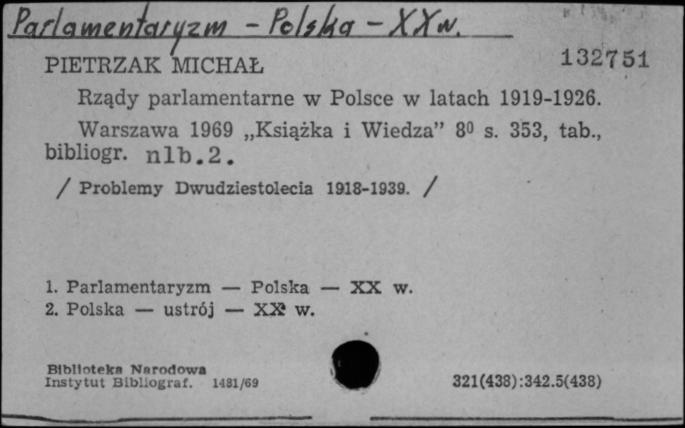 Parlamentaryzm - Polska - XX w.
132751
PIETRZAK MICHAŁ
Rządy parlamentarne w Polsce w latach 1919-1926.
Warszawa 1969 „Książka i Wiedza” 8⁰ s. 353, tab.,
bibliogr. nlb.2.
/ Problemy Dwudziestolecia 1918-1939. /
1. Parlamentaryzm — Polska — XX w.
2. Polska — ustrój — XX w.
Biblioteka Narodowa
Instytut Bibliograf. 1481/69
321(438):342.5(438)